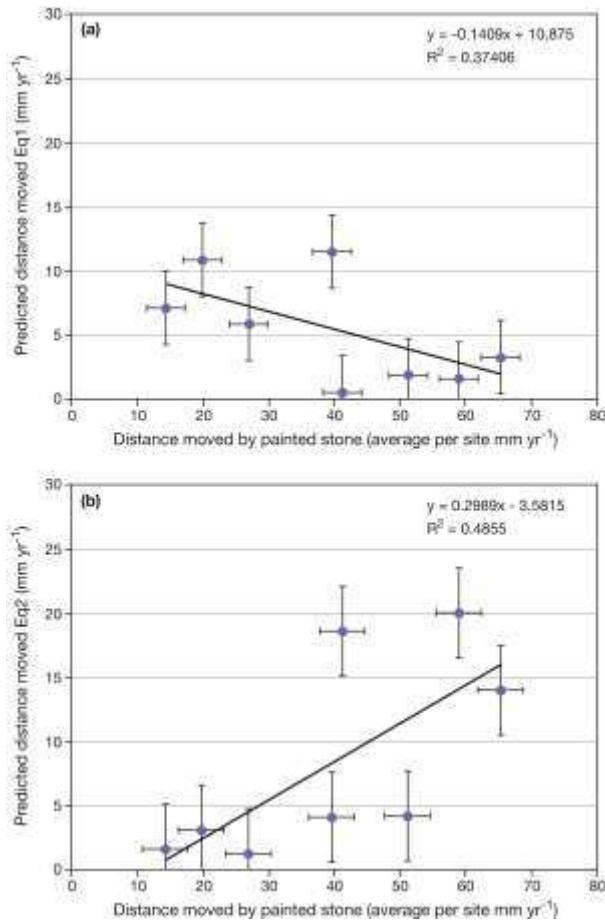 (a)
y = -0.1409x + 10,875
R² = 0.37406
30
25
20
15
10
5
0
0 10 20 30 40 50 60 70 80
Predicted distance moved Eq1 (mm yr⁻¹)
Distance moved by painted stone (average per site mm yr⁻¹)
(b)
y = 0.2989x - 3.5815
R² = 0.4855
30
25
20
15
10
5
0
0 10 20 30 40 50 60 70 80
Predicted distance moved Eq2 (mm yr⁻¹)
Distance moved by painted stone (average per site mm yr⁻¹)